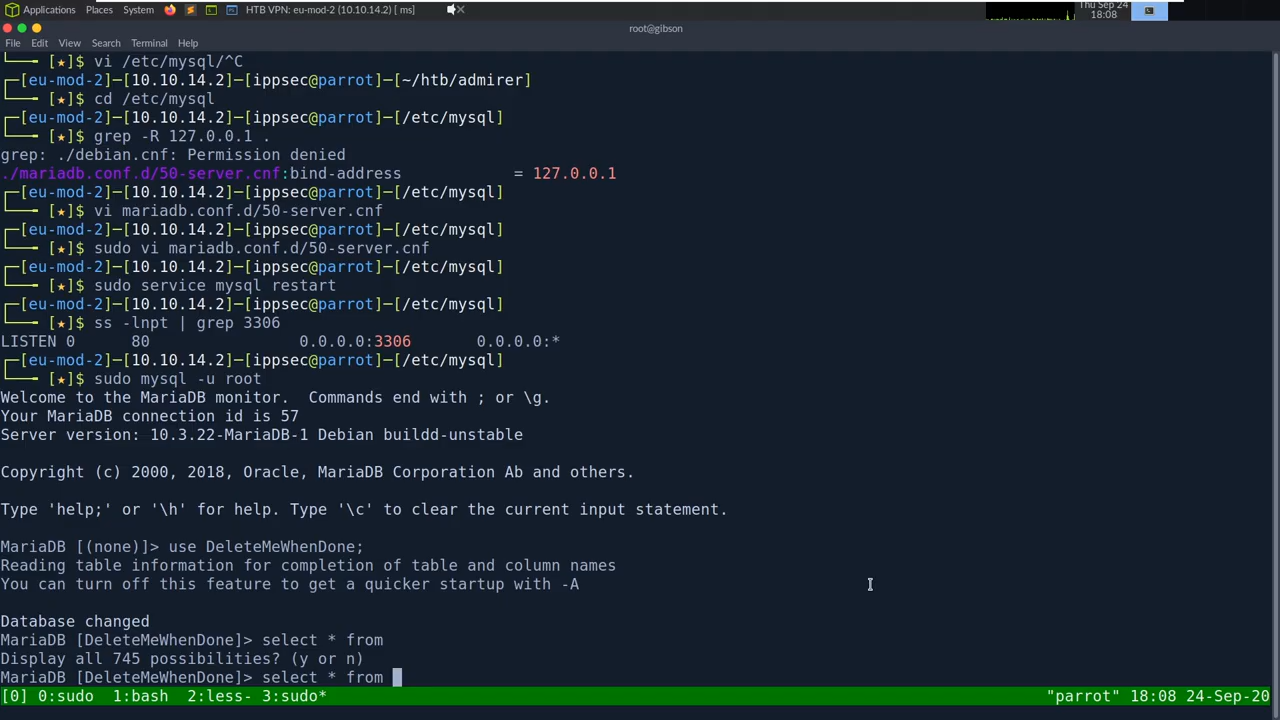 Applications Places System HTB VPN: eu-mod-2 (10.10.14.2) [ ms] Thu Sep 24
18:08
root@gibson
File Edit View Search Terminal Help
[★]$ vi /etc/mysql/^C
[eu-mod-2]─[10.10.14.2]─[ippsec@parrot]─[~/htb/admirer]
[★]$ cd /etc/mysql
[eu-mod-2]─[10.10.14.2]─[ippsec@parrot]─[/etc/mysql]
[★]$ grep -R 127.0.0.1 .
grep: ./debian.cnf: Permission denied
./mariadb.conf.d/50-server.cnf:bind-address = 127.0.0.1
[eu-mod-2]─[10.10.14.2]─[ippsec@parrot]─[/etc/mysql]
[★]$ vi mariadb.conf.d/50-server.cnf
[eu-mod-2]─[10.10.14.2]─[ippsec@parrot]─[/etc/mysql]
[★]$ sudo vi mariadb.conf.d/50-server.cnf
[eu-mod-2]─[10.10.14.2]─[ippsec@parrot]─[/etc/mysql]
[★]$ sudo service mysql restart
[eu-mod-2]─[10.10.14.2]─[ippsec@parrot]─[/etc/mysql]
[★]$ ss -lnpt | grep 3306
LISTEN 0 80 0.0.0.0:3306 0.0.0.0:*
[eu-mod-2]─[10.10.14.2]─[ippsec@parrot]─[/etc/mysql]
[★]$ sudo mysql -u root
Welcome to the MariaDB monitor. Commands end with ; or \g.
Your MariaDB connection id is 57
Server version: 10.3.22-MariaDB-1 Debian buildd-unstable
Copyright (c) 2000, 2018, Oracle, MariaDB Corporation Ab and others.
Type 'help;' or '\h' for help. Type '\c' to clear the current input statement.
MariaDB [(none)]> use DeleteMeWhenDone;
Reading table information for completion of table and column names
You can turn off this feature to get a quicker startup with -A
Database changed
MariaDB [DeleteMeWhenDone]> select * from
Display all 745 possibilities? (y or n)
MariaDB [DeleteMeWhenDone]> select * from
[0] 0:sudo 1:bash 2:less- 3:sudo* "parrot" 18:08 24-Sep-20